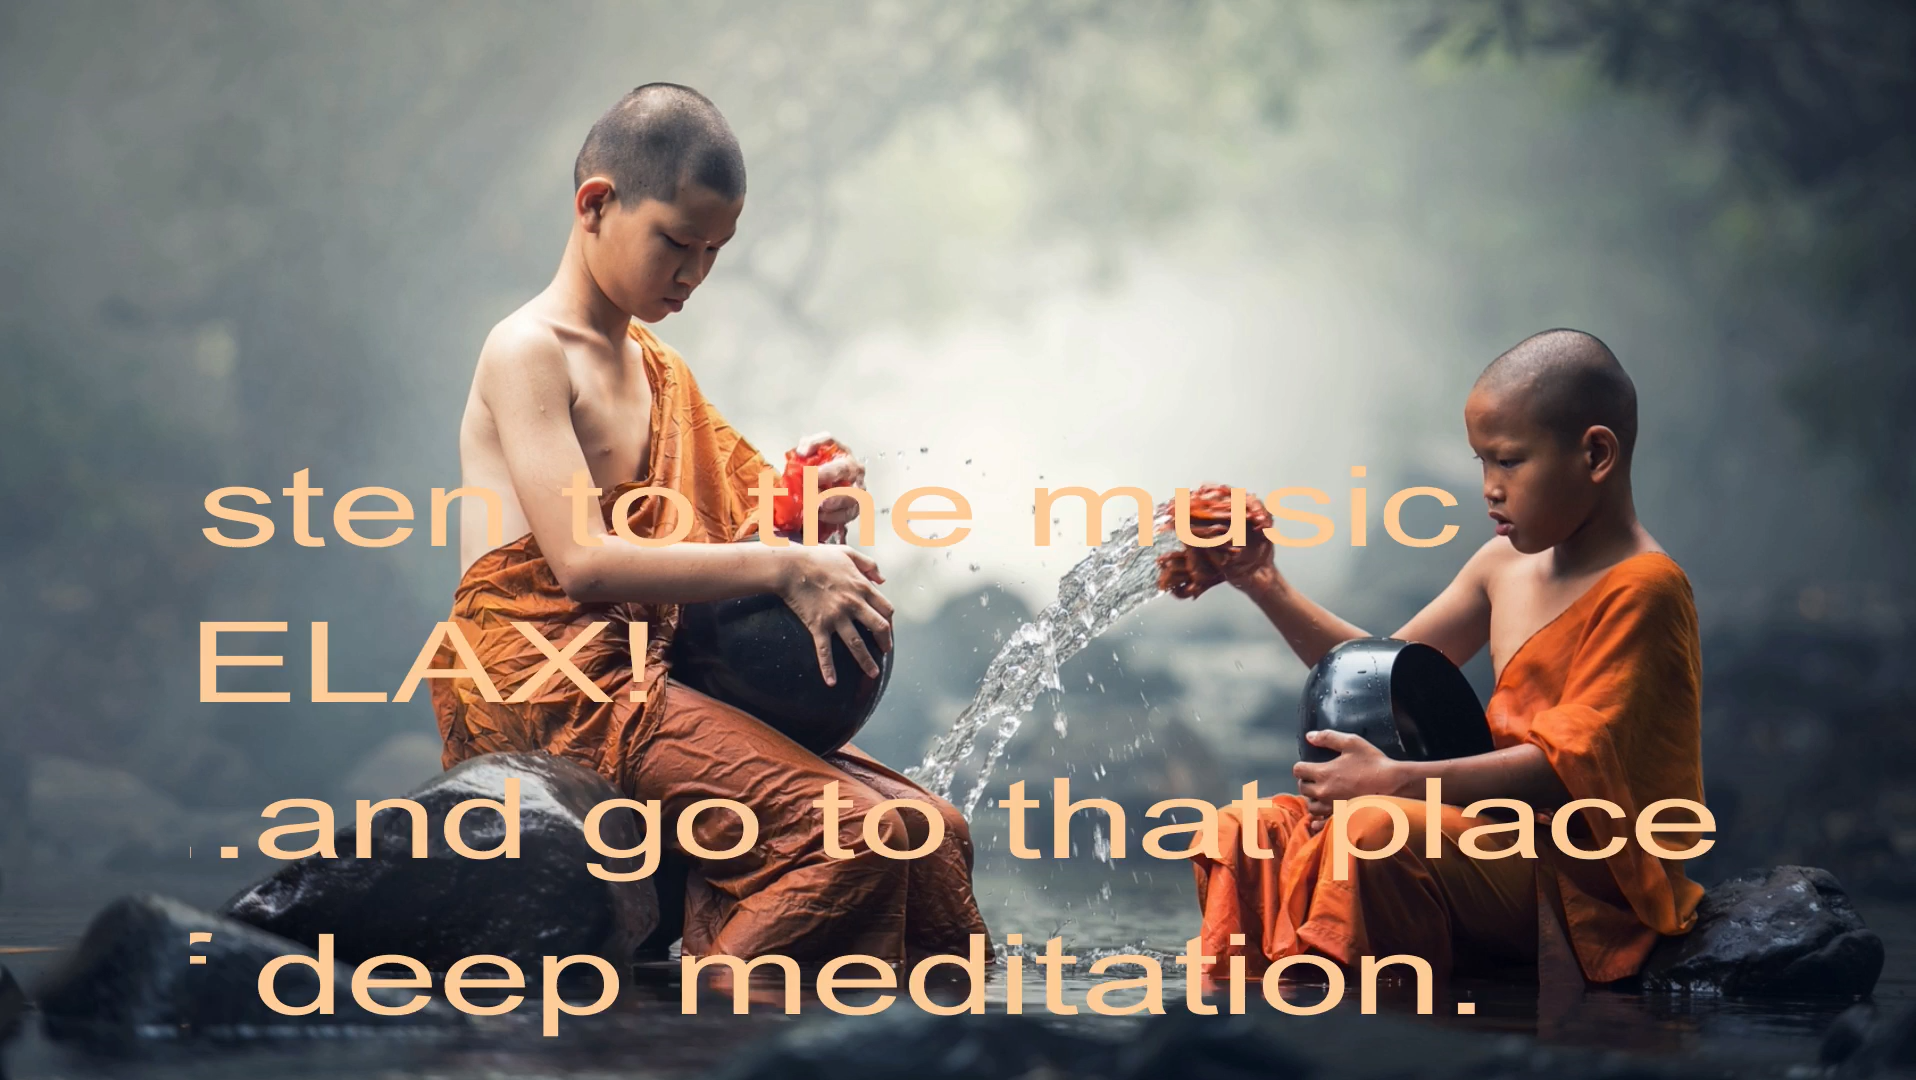 sten to the music
ELAX!
..and go to that place
deep meditation.